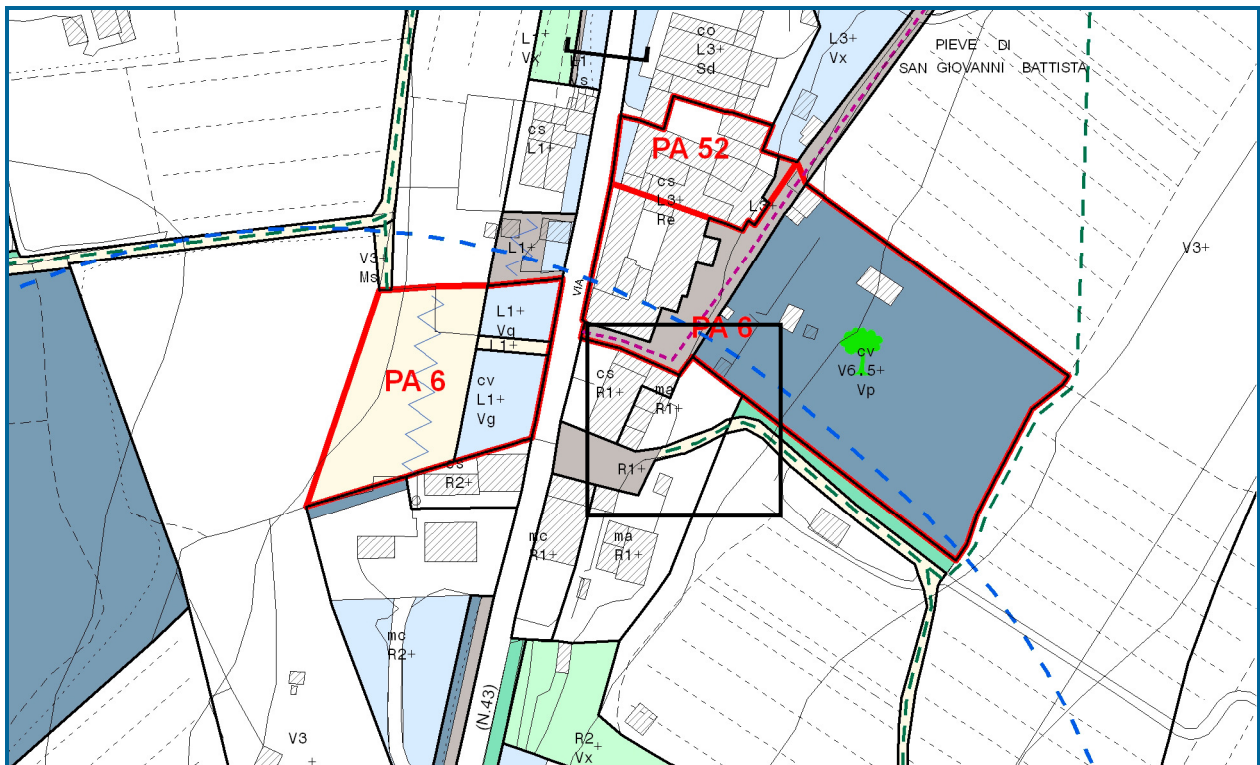 L1+
Vx
L1
Vs
co
L3+
Sd
L3+
Vx
PIEVE DI
SAN GIOVANNI BATTISTA
cs
L1+
PA 52
cs
L3+
Re
L3+
L1+
V3+
Ms
VIA
V3+
L1+
Vg
L1+
PA 6
PA 6
cv
L1+
Vg
cv
V6.5+
Vp
cs
R1+
ma
R1+
cs
R2+
R1+
mc
R1+
ma
R1+
mc
R2+
(N.43)
V3
+
R2+
Vx